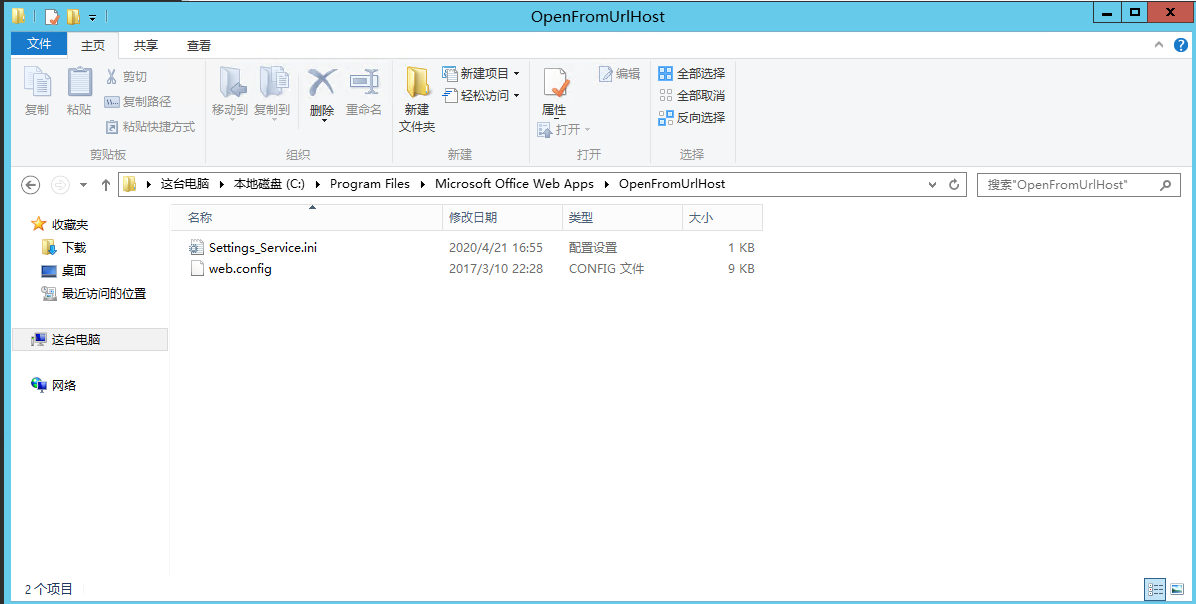 OpenFromUrlHost
文件 主页 共享 查看
复制 粘贴 剪切 复制路径 粘贴快捷方式
剪贴板
移动到 复制到 删除 重命名
组织
新建 文件夹 新建项目 轻松访问
新建
属性 打开 编辑
打开
全部选择
全部取消
反向选择
选择
这台电脑 本地磁盘 (C:) Program Files Microsoft Office Web Apps OpenFromUrlHost 搜索"OpenFromUrlHost"
收藏夹
下载
桌面
最近访问的位置
这台电脑
网络
名称 修改日期 类型 大小
Settings_Service.ini 2020/4/21 16:55 配置设置 1 KB
web.config 2017/3/10 22:28 CONFIG 文件 9 KB
2 个项目